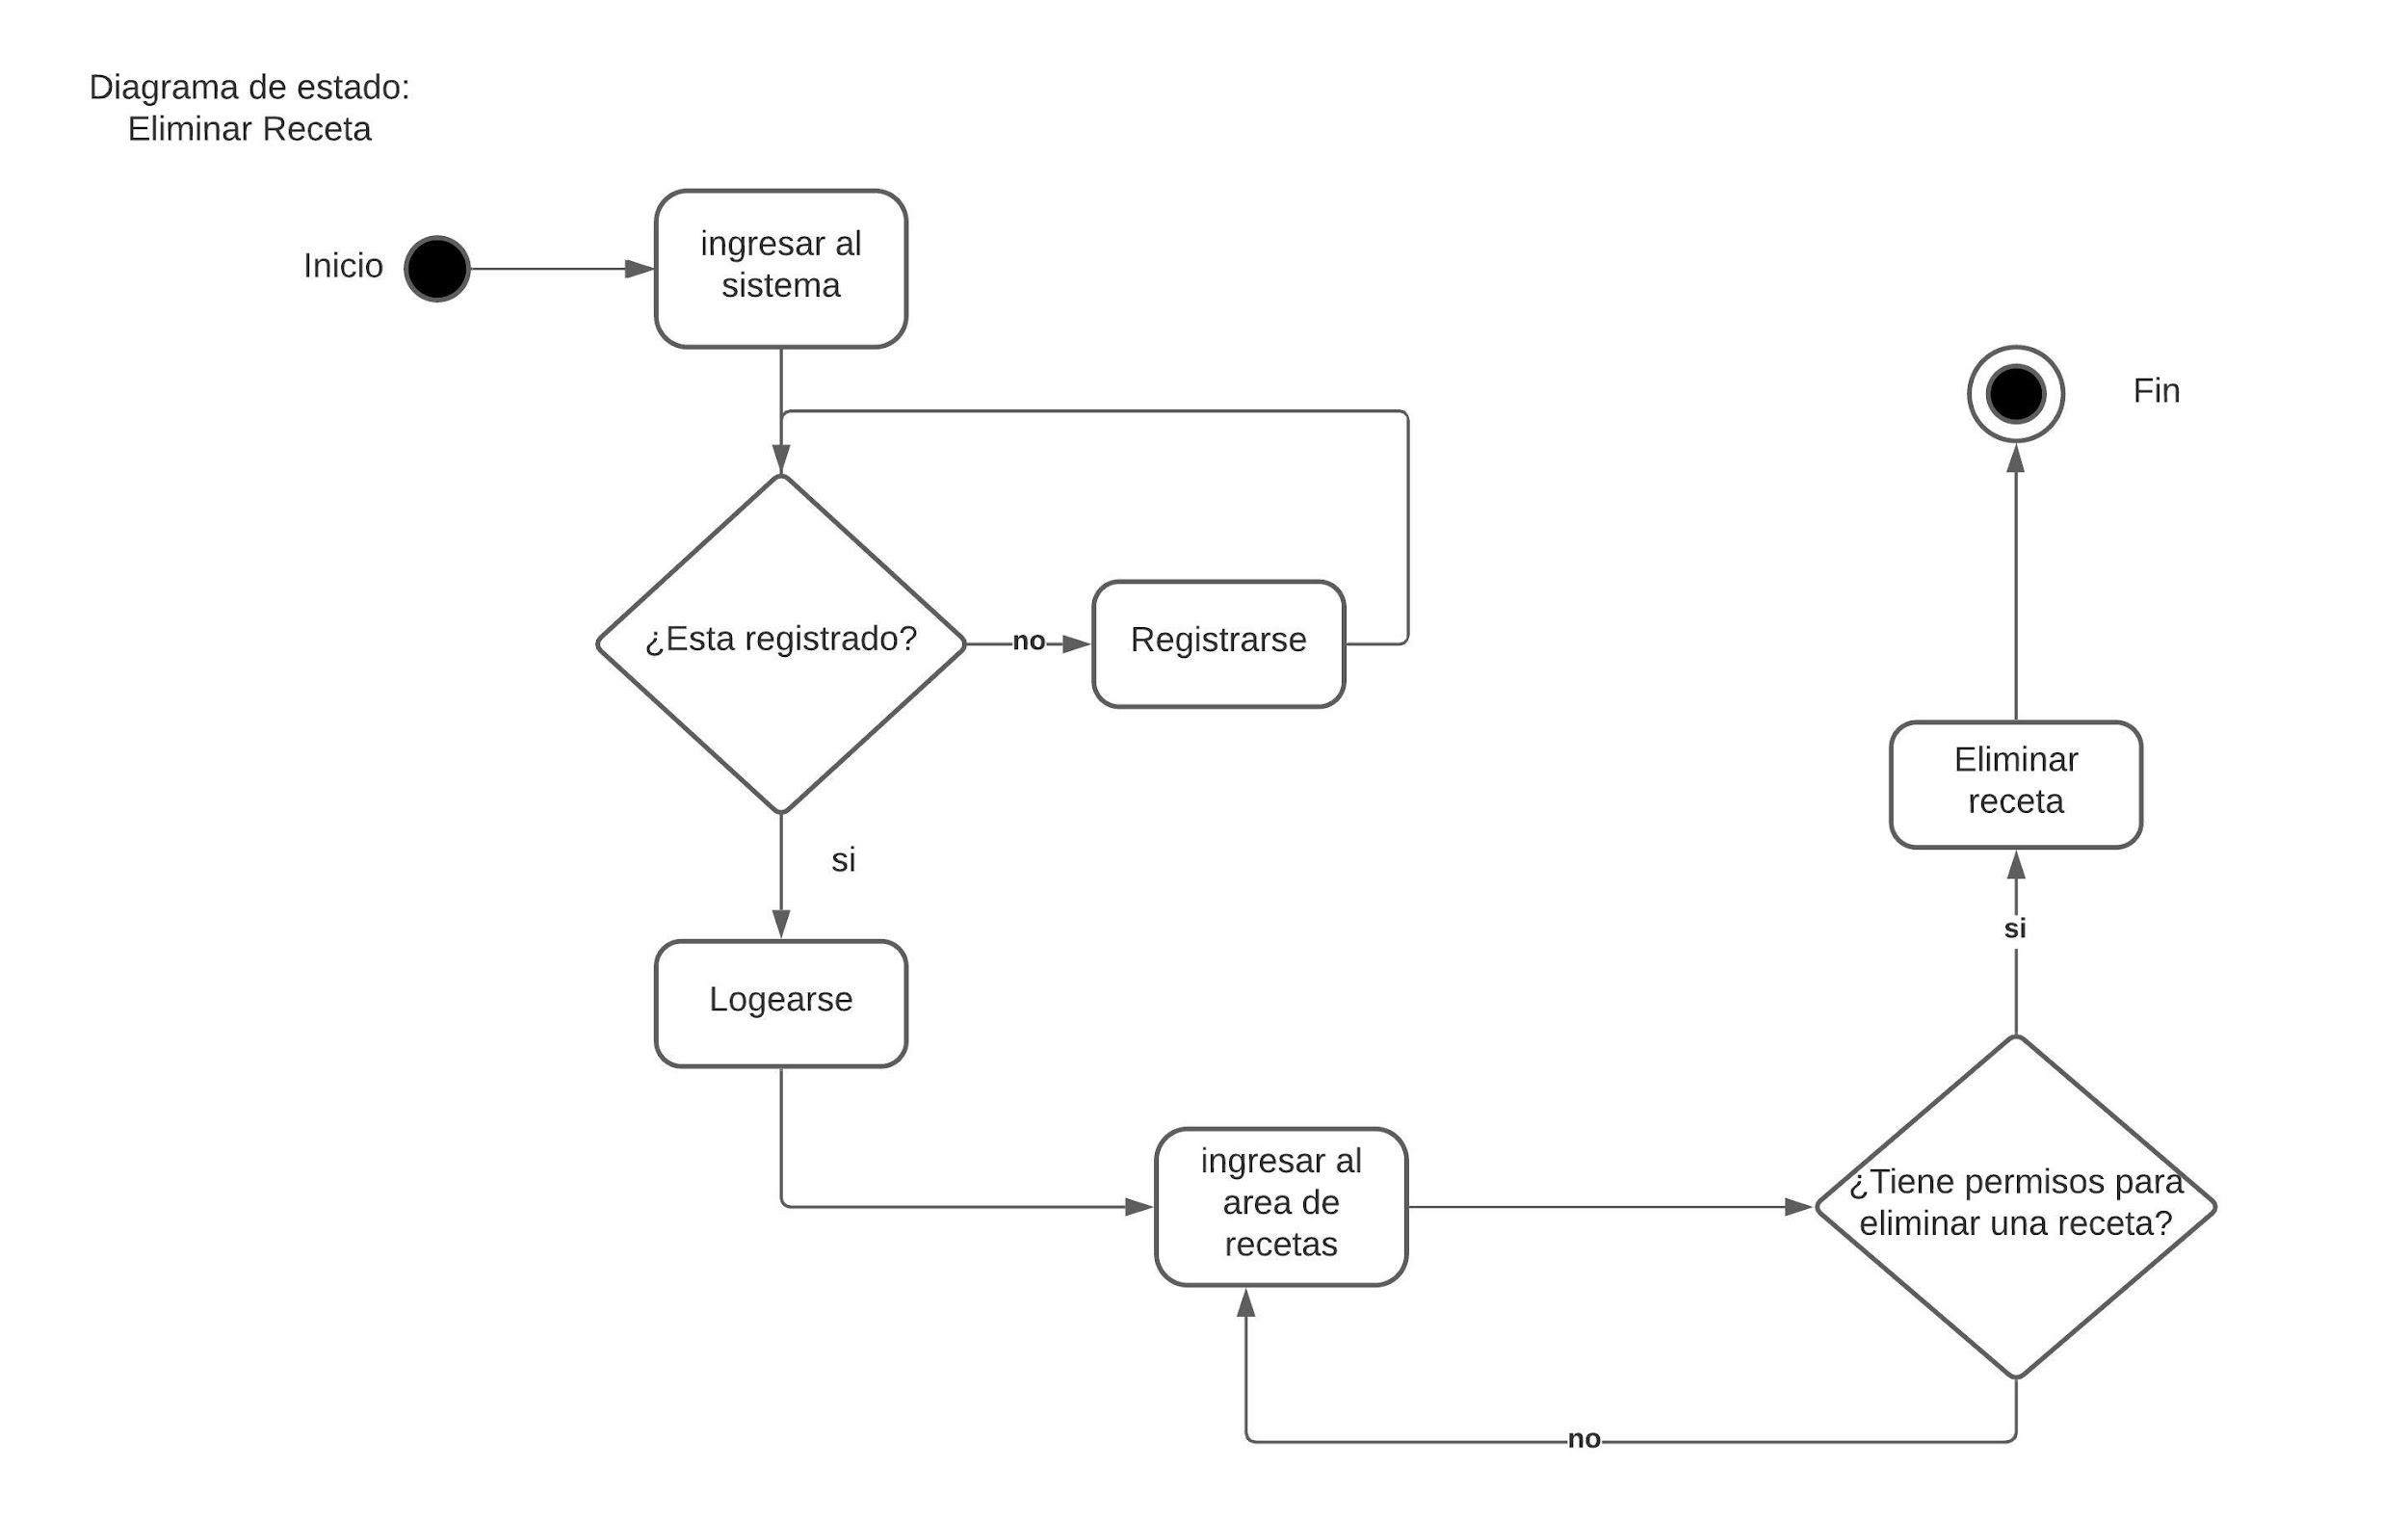 Diagrama de estado:
Eliminar Receta
Inicio
ingresar al
sistema
Fin
¿Esta registrado?
no
Registrarse
si
Logearse
Eliminar
receta
si
ingresar al
area de
recetas
¿Tiene permisos para
eliminar una receta?
no